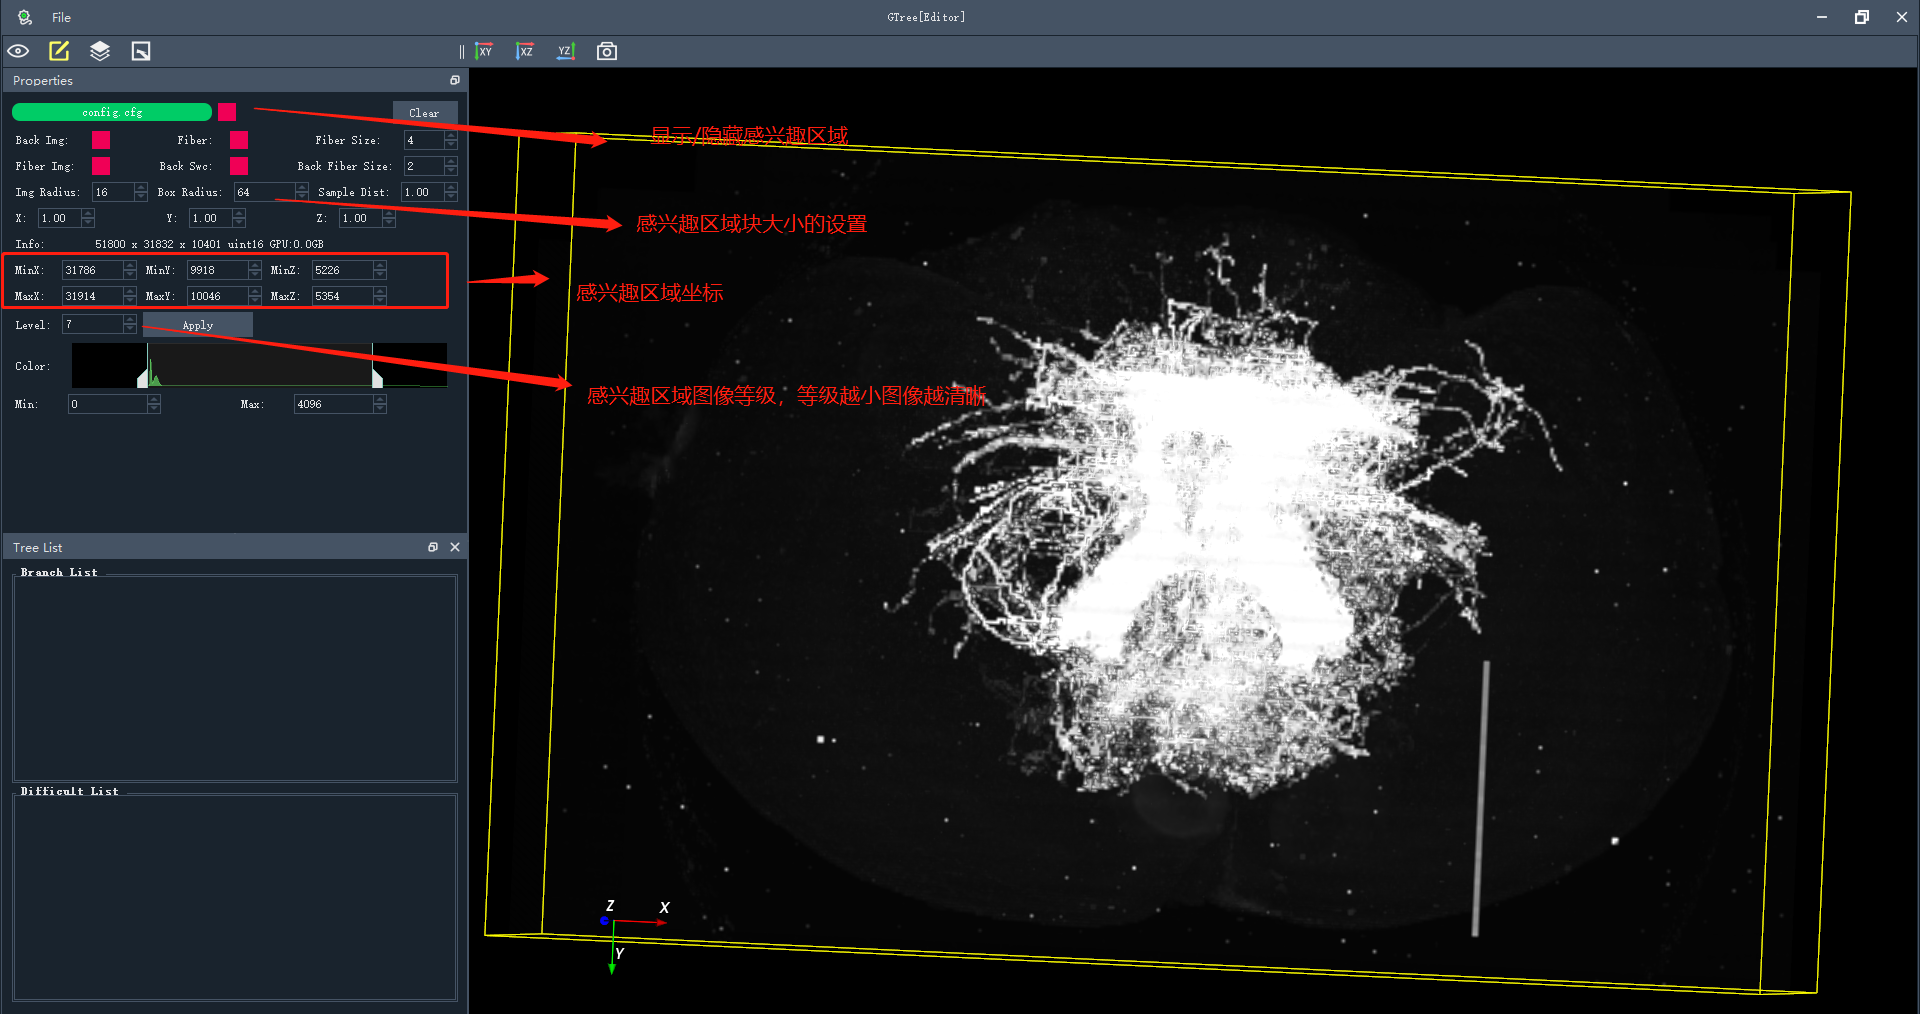 File
GTree[Editor]
XY XZ YZ
Properties
config.cfg Clear
Back Img: Fiber: Fiber Size: 4
Fiber Img: Back Swc: Back Fiber Size: 2
Img Radius: 16 Box Radius: 64 Sample Dist: 1.00
X: 1.00 Y: 1.00 Z: 1.00
Info: 51800 x 31832 x 10401 uint16 GPU:0.0GB
MinX: 31786 MinY: 9918 MinZ: 5226
MaxX: 31914 MaxY: 10046 MaxZ: 5354
Level: 7 Apply
Color:
Min: 0 Max: 4096
Tree List
Branch List
Difficult List
显示/隐藏感兴趣区域
感兴趣区域块大小的设置
感兴趣区域坐标
感兴趣区域图像等级，等级越小图像越清晰
Z X
Y